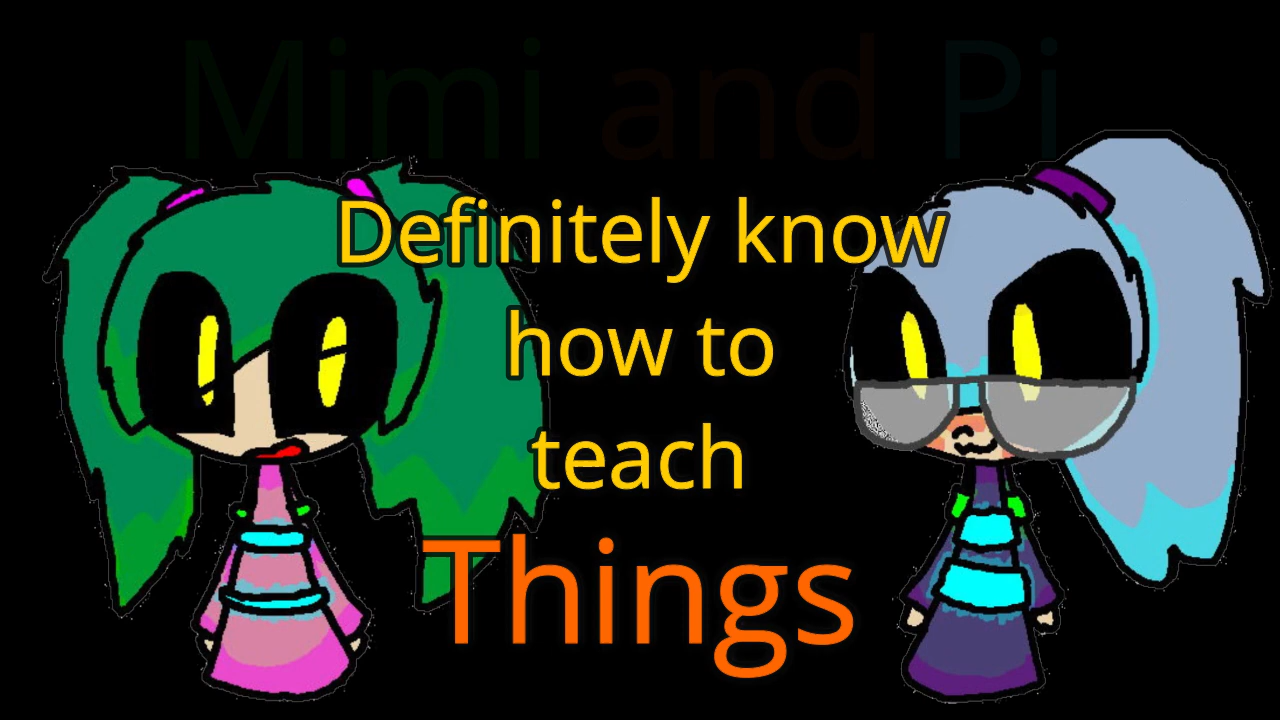 Mimi and Pi
Definitely know
how to
teach
Things